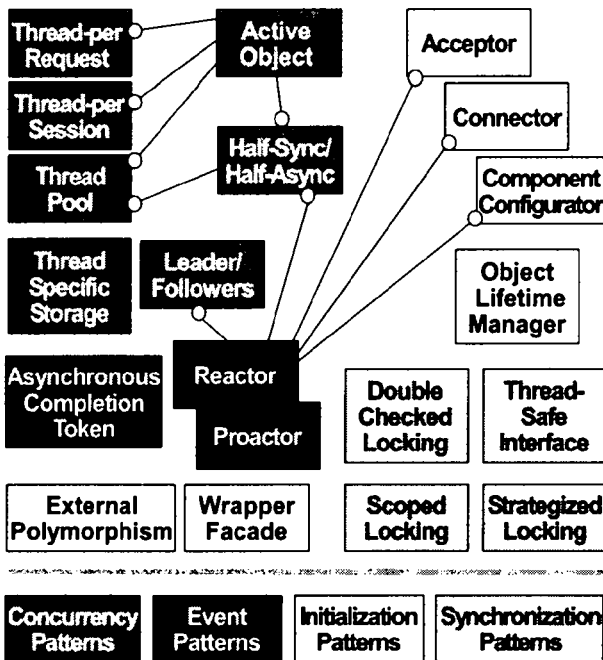 Thread-per
Request
Active
Object
Acceptor
Thread-per
Session
Connector
Thread
Pool
Half-Sync/
Half-Async
Component
Configurator
Thread
Specific
Storage
Leader/
Followers
Object
Lifetime
Manager
Asynchronous
Completion
Token
Reactor
Proactor
Double
Checked
Locking
Thread-
Safe
Interface
External
Polymorphism
Wrapper
Facade
Scoped
Locking
Strategized
Locking
Concurrency
Patterns
Event
Patterns
Initialization
Patterns
Synchronization
Patterns